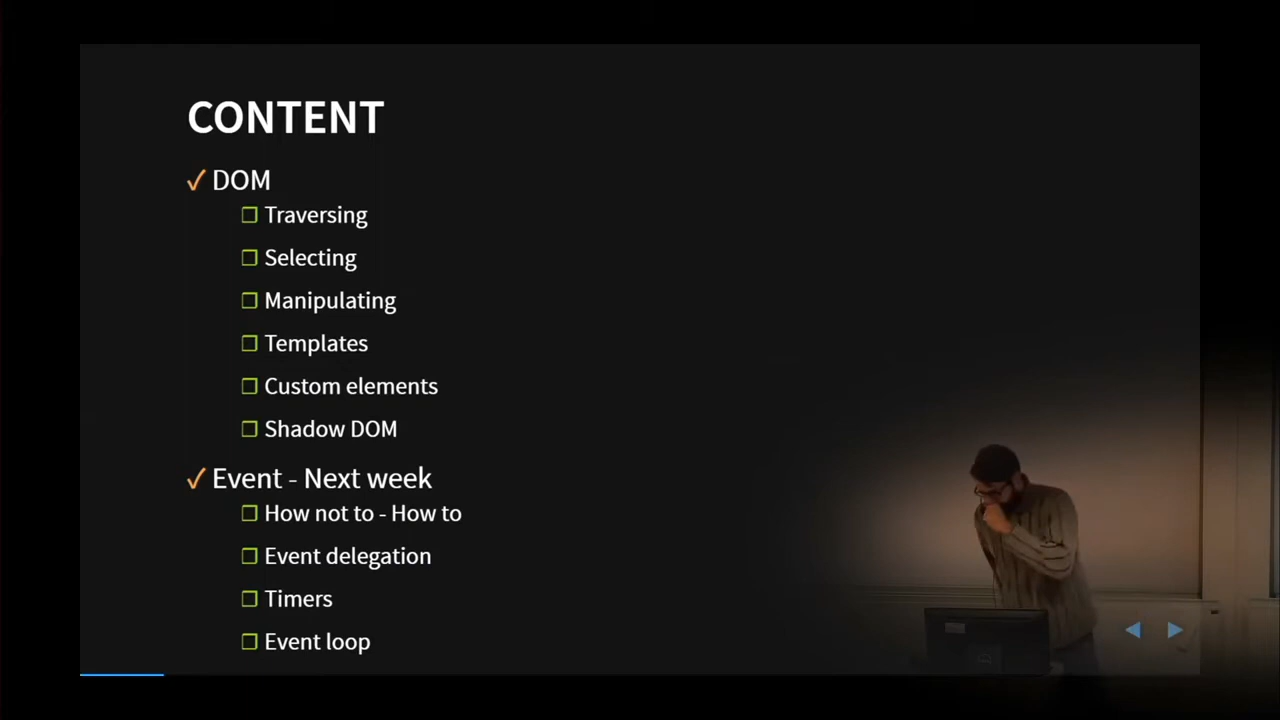 CONTENT
✓ DOM
❐ Traversing
❐ Selecting
❐ Manipulating
❐ Templates
❐ Custom elements
❐ Shadow DOM
✓ Event - Next week
❐ How not to - How to
❐ Event delegation
❐ Timers
❐ Event loop